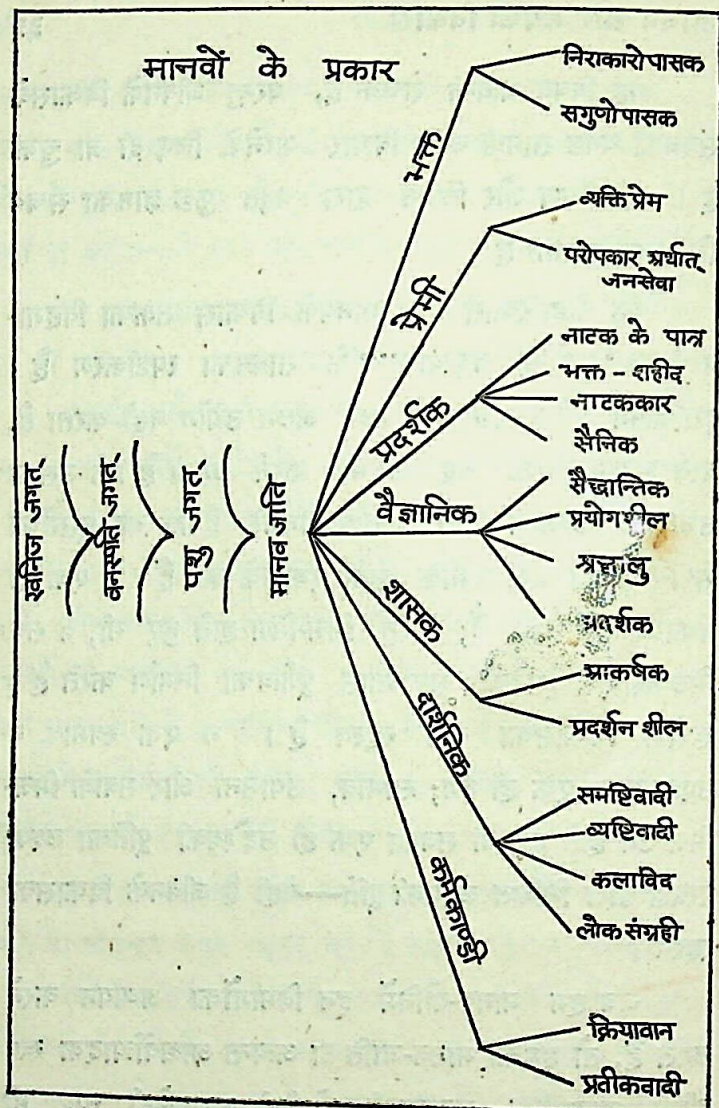 मानवों के प्रकार
खनिज जगत्
वनस्पति जगत्
पशु जगत्
मानव जाति
भक्त
निराकारोपासक
सगुणोपासक
प्रेमी
व्यक्ति प्रेम
परोपकार अर्थात्
जनसेवा
प्रदर्शक
नाटक के पात्र
भक्त - शहीद
नाटककार
सैनिक
वैज्ञानिक
सैद्धान्तिक
प्रयोगशील
श्रद्धालु
प्रदर्शक
शासक
आकर्षक
प्रदर्शन शील
दार्शनिक
समष्टिवादी
व्यष्टिवादी
कलाविद
लोक संग्रही
कर्मकाण्डी
क्रियावान
प्रतीकवादी